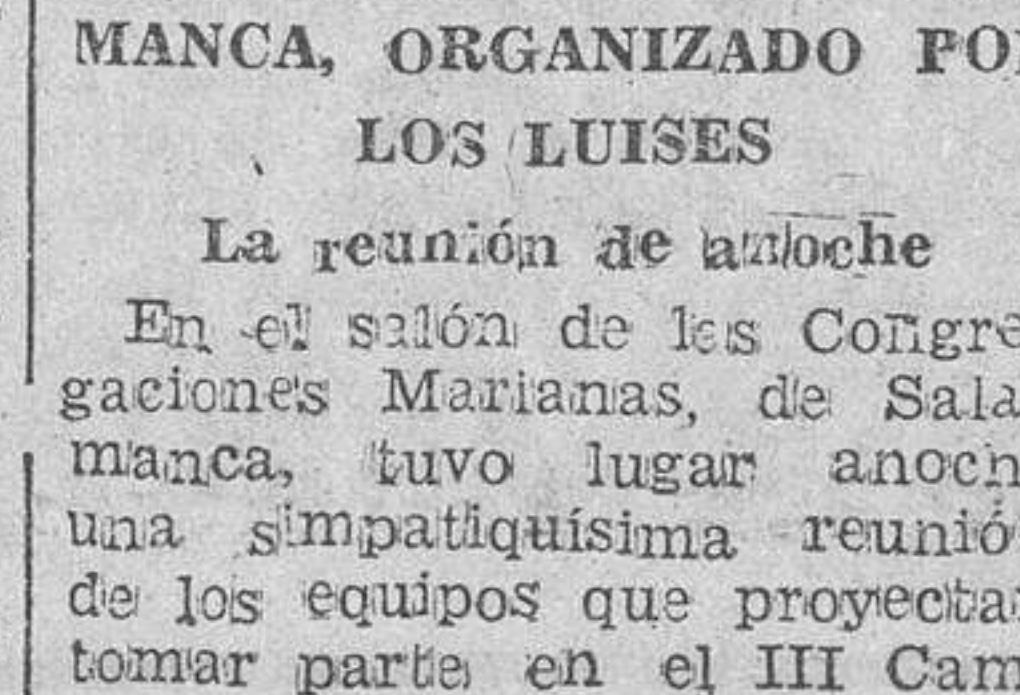 MANCA, ORGANIZADO PO
LOS LUISES
La reunión de anoche
En el salón de las Congre
gaciones Marianas, de Sala
manca, tuvo lugar anoch
una simpatiquísima reunió
de los equipos que proyecta
tomar parte en el III Cam